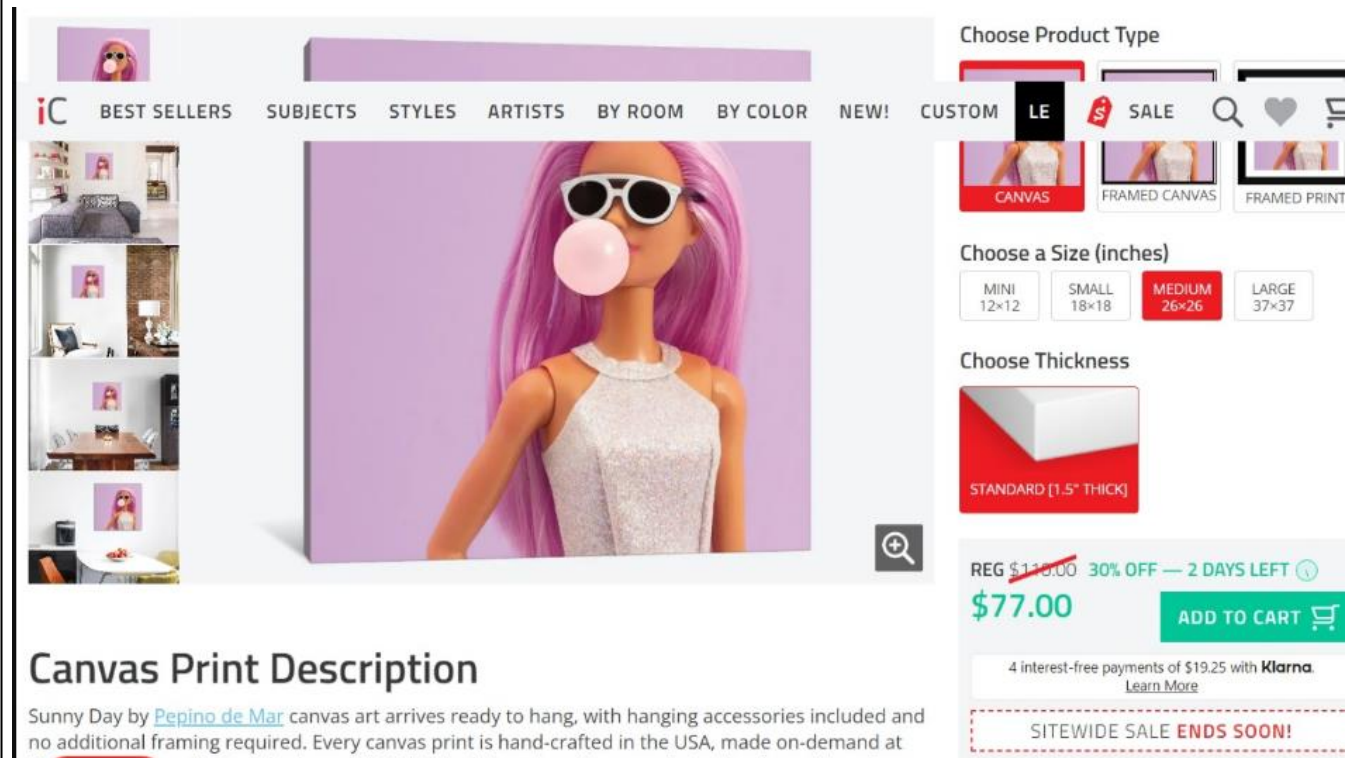 Choose Product Type
iC BEST SELLERS SUBJECTS STYLES ARTISTS BY ROOM BY COLOR NEW! CUSTOM LE $ SALE
CANVAS
FRAMED CANVAS
FRAMED PRINT
Choose a Size (inches)
MINI
12×12
SMALL
18×18
MEDIUM
26×26
LARGE
37×37
Choose Thickness
STANDARD [1.5" THICK]
REG $110.00 30% OFF — 2 DAYS LEFT
$77.00
ADD TO CART
4 interest-free payments of $19.25 with Klarna.
Learn More
SITEWIDE SALE ENDS SOON!
Canvas Print Description
Sunny Day by Pepino de Mar canvas art arrives ready to hang, with hanging accessories included and
no additional framing required. Every canvas print is hand-crafted in the USA, made on-demand at